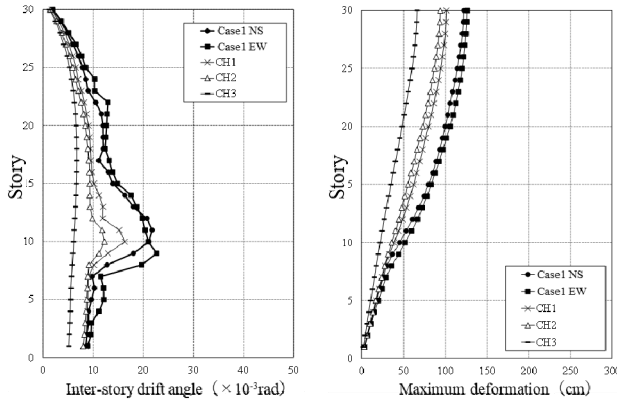 30
25
20
15
10
5
0
Story
0
10
20
30
40
50
Inter-story drift angle（×10⁻³rad）
Case1 NS
Case1 EW
CH1
CH2
CH3
30
25
20
15
10
5
0
Story
0
50
100
150
200
250
300
Maximum deformation（cm）
Case1 NS
Case1 EW
CH1
CH2
CH3